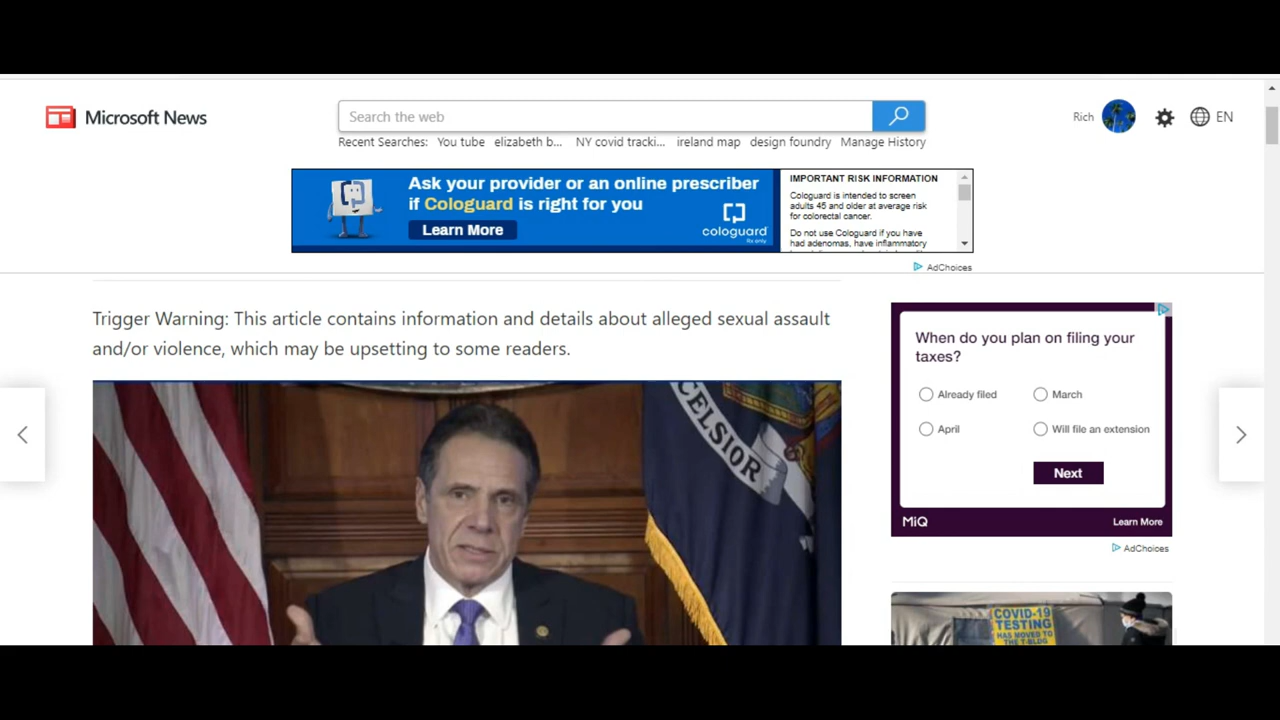 Microsoft News
Search the web
Rich
EN
Recent Searches: You tube elizabeth b... NY covid tracki... ireland map design foundry Manage History
Ask your provider or an online prescriber
if Cologuard is right for you
Learn More
cologuard
Rx only
IMPORTANT RISK INFORMATION
Cologuard is intended to screen
adults 45 and older at average risk
for colorectal cancer.
Do not use Cologuard if you have
had adenomas, have inflammatory
AdChoices
Trigger Warning: This article contains information and details about alleged sexual assault
and/or violence, which may be upsetting to some readers.
CELSIOR
When do you plan on filing your
taxes?
Already filed
March
April
Will file an extension
Next
MiQ
Learn More
AdChoices
COVID-19
TESTING
HAS MOVED TO
THE T-BLDG